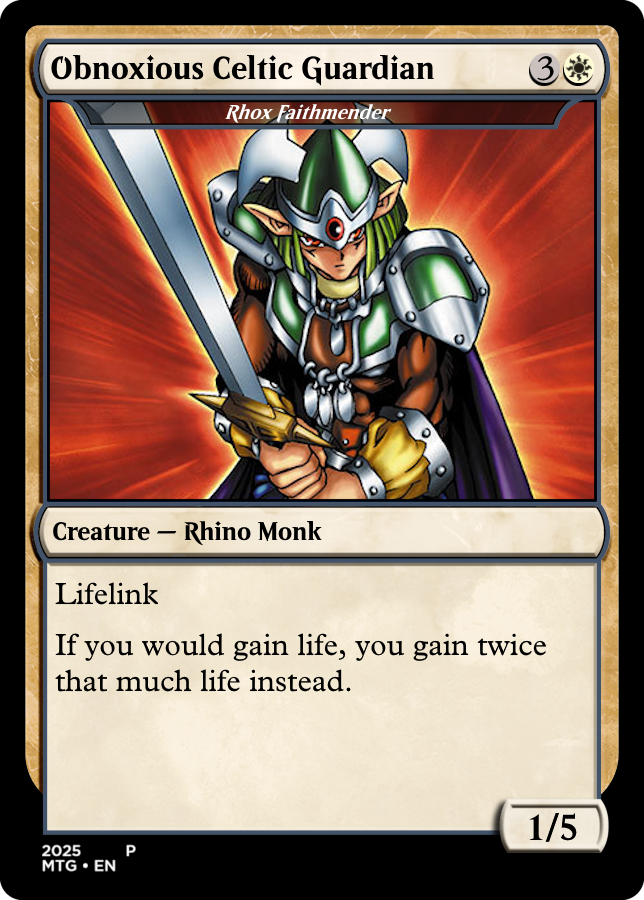 Obnoxious Celtic Guardian 3
Rhox Faithmender
Creature — Rhino Monk
Lifelink
If you would gain life, you gain twice
that much life instead.
1/5
2025 P
MTG • EN